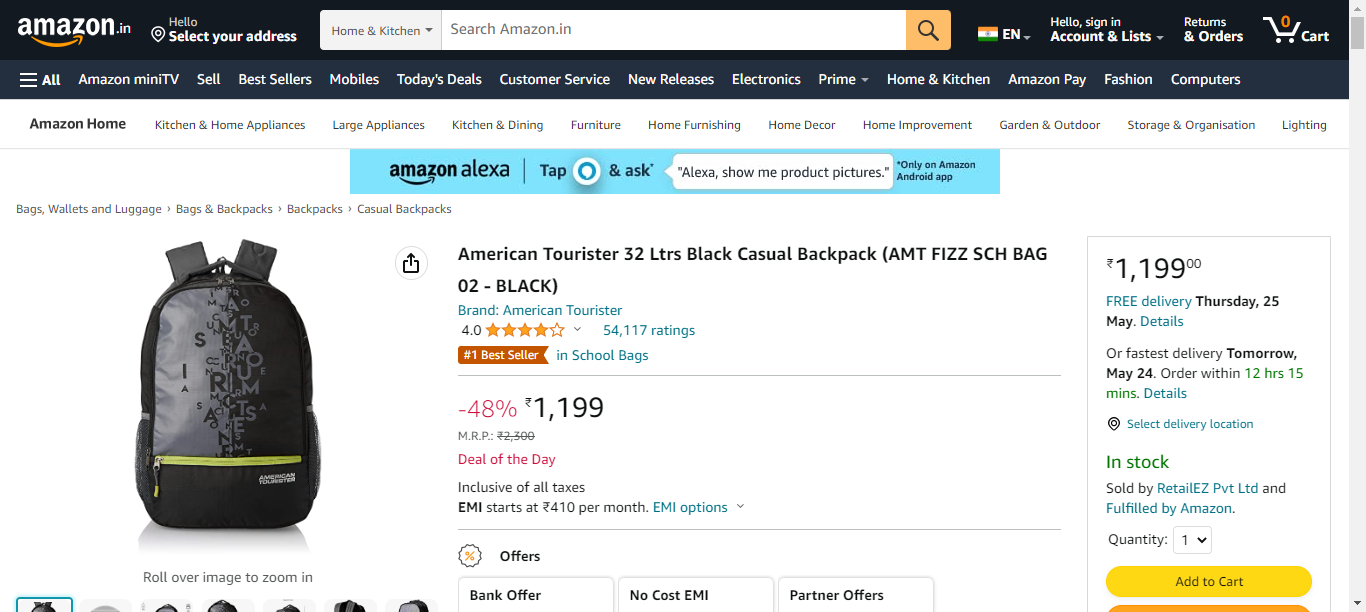 amazon.in
Hello
Select your address
Home & Kitchen
Search Amazon.in
EN
Hello, sign in
Account & Lists
Returns
& Orders
0
Cart
All
Amazon miniTV
Sell
Best Sellers
Mobiles
Today's Deals
Customer Service
New Releases
Electronics
Prime
Home & Kitchen
Amazon Pay
Fashion
Computers
Amazon Home
Kitchen & Home Appliances
Large Appliances
Kitchen & Dining
Furniture
Home Furnishing
Home Decor
Home Improvement
Garden & Outdoor
Storage & Organisation
Lighting
amazon alexa
Tap & ask*
"Alexa, show me product pictures."
*Only on Amazon
Android app
Bags, Wallets and Luggage › Bags & Backpacks › Backpacks › Casual Backpacks
AMERICAN
TOURISTER
Roll over image to zoom in
American Tourister 32 Ltrs Black Casual Backpack (AMT FIZZ SCH BAG
02 - BLACK)
Brand: American Tourister
4.0
54,117 ratings
#1 Best Seller in School Bags
-48% ₹1,199
M.R.P.: ₹2,300
Deal of the Day
Inclusive of all taxes
EMI starts at ₹410 per month. EMI options
% Offers
Bank Offer
No Cost EMI
Partner Offers
₹1,19900
FREE delivery Thursday, 25
May. Details
Or fastest delivery Tomorrow,
May 24. Order within 12 hrs 15
mins. Details
Select delivery location
In stock
Sold by RetailEZ Pvt Ltd and
Fulfilled by Amazon.
Quantity: 1
Add to Cart